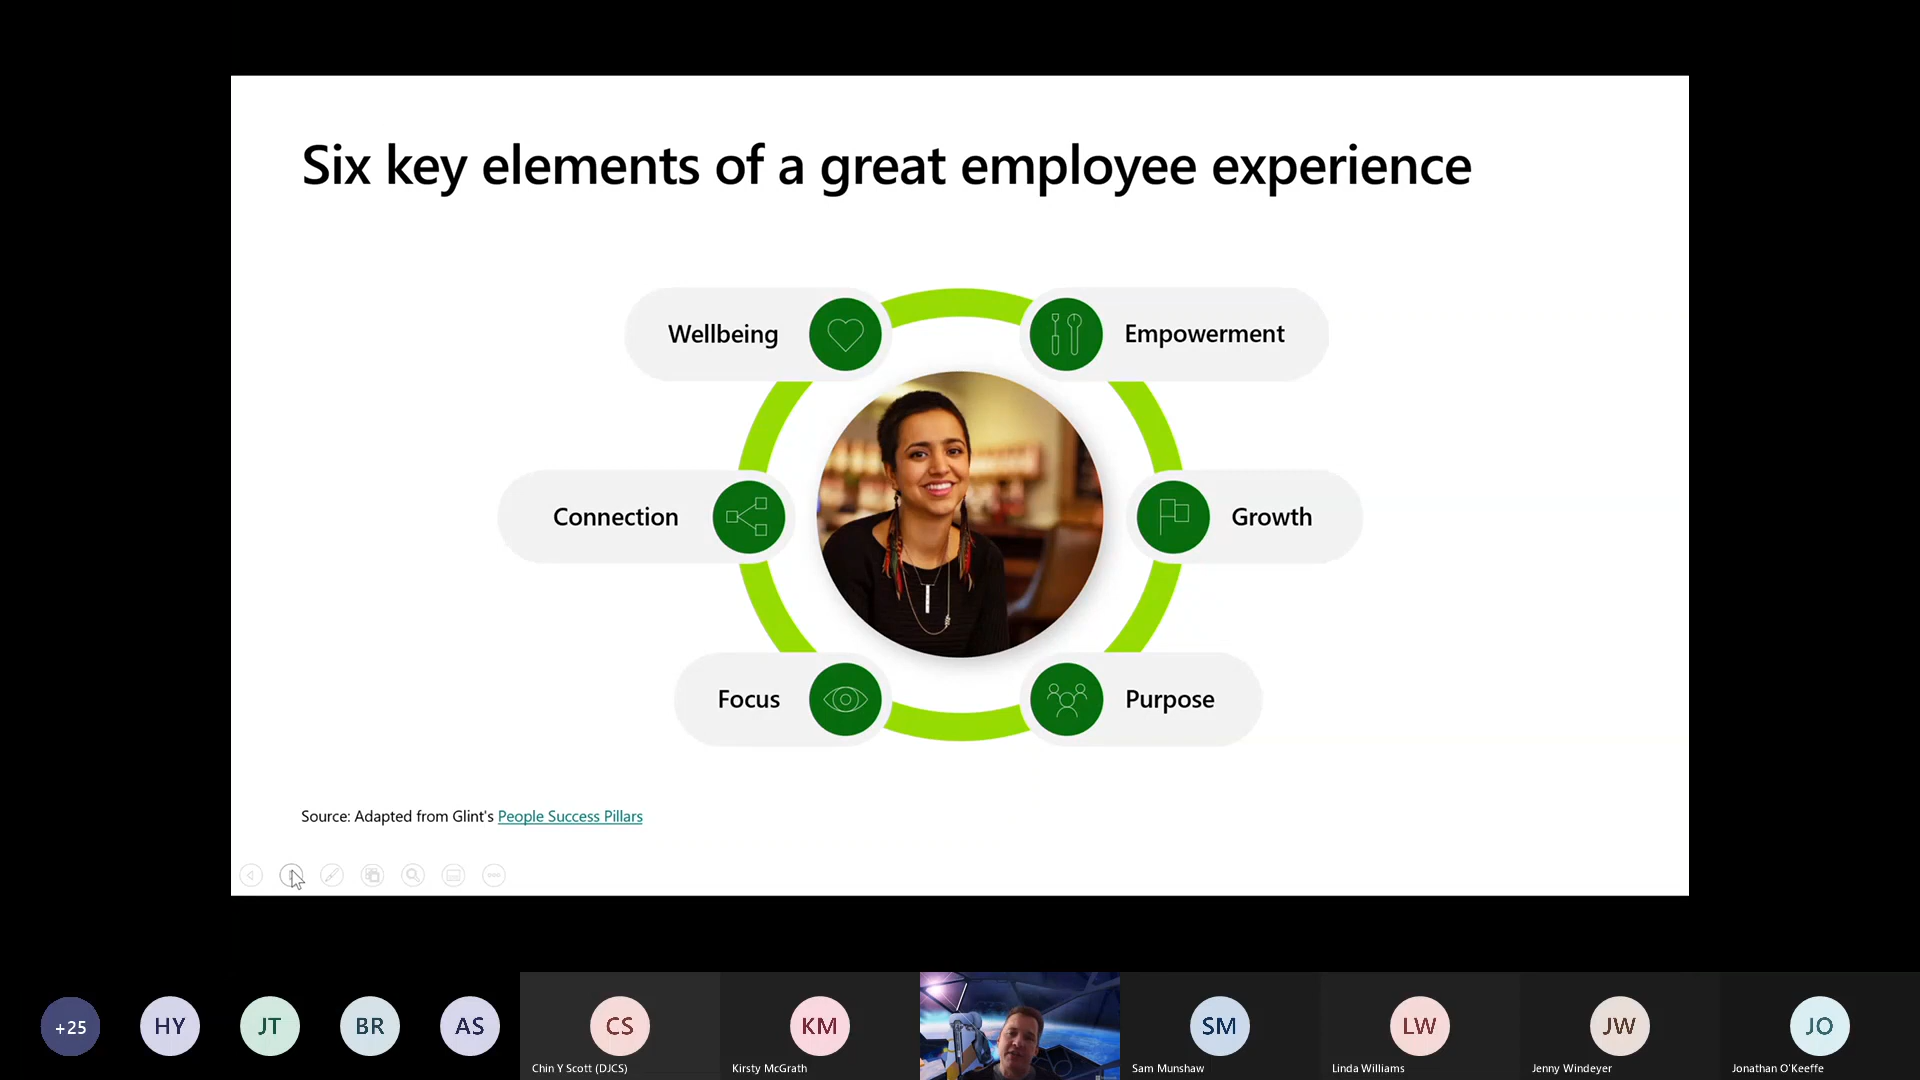 Six key elements of a great employee experience
Wellbeing
Empowerment
Connection
Growth
Focus
Purpose
Source: Adapted from Glint's People Success Pillars
+25
HY
JT
BR
AS
CS
KM
SM
LW
JW
JO
Chin Y Scott (DJCS)
Kirsty McGrath
Sam Munshaw
Linda Williams
Jenny Windeyer
Jonathan O'Keeffe